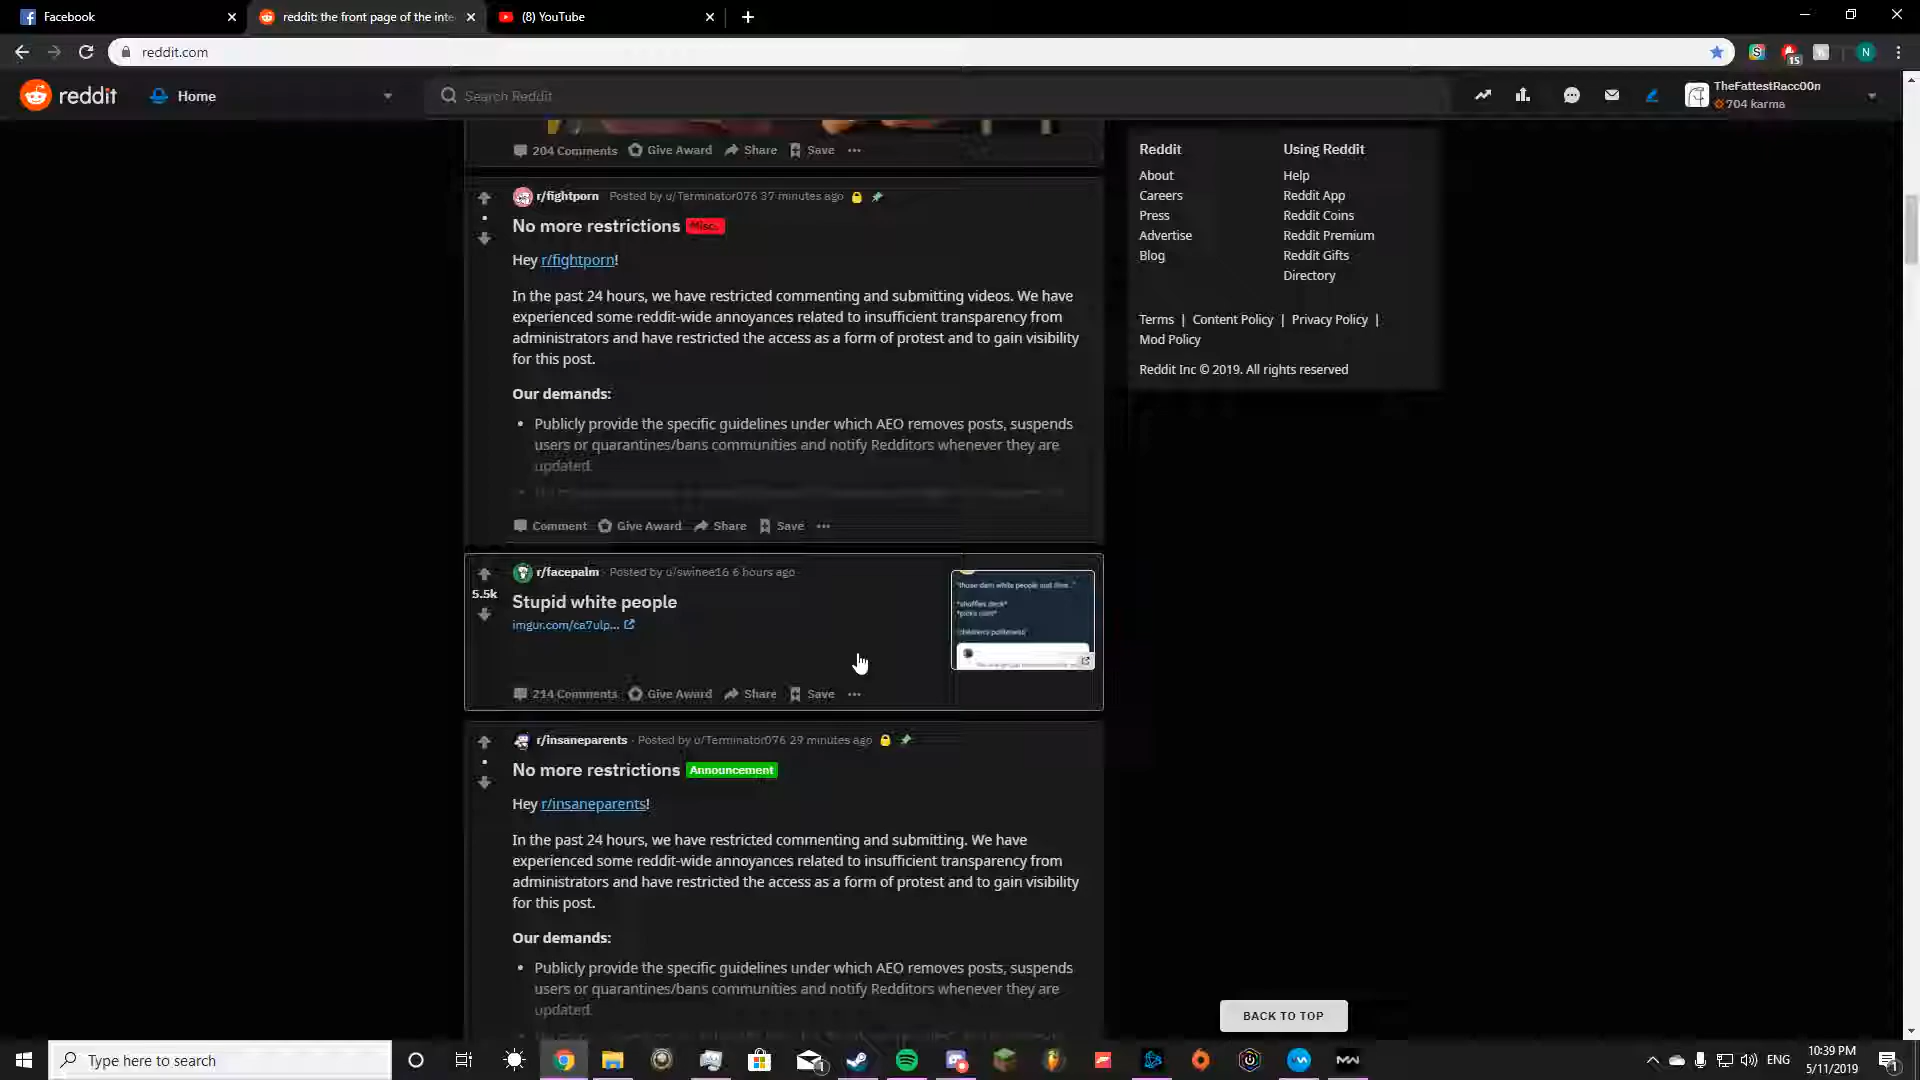 Facebook
reddit: the front page of the inte
(8) YouTube
reddit.com
15
N
reddit
Home
Search Reddit
TheFattestRacc00n
704 karma
204 Comments Give Award Share Save
r/fightporn Posted by u/Terminator076 37 minutes ago
No more restrictions Misc.
Hey r/fightporn!
In the past 24 hours, we have restricted commenting and submitting videos. We have
experienced some reddit-wide annoyances related to insufficient transparency from
administrators and have restricted the access as a form of protest and to gain visibility
for this post.
Our demands:
• Publicly provide the specific guidelines under which AEO removes posts, suspends
users or quarantines/bans communities and notify Redditors whenever they are
updated.
Comment Give Award Share Save
r/facepalm · Posted by u/swinee16 6 hours ago
5.5k
Stupid white people
imgur.com/ca7ulp...
214 Comments Give Award Share Save
r/insaneparents · Posted by u/Terminator076 29 minutes ago
No more restrictions Announcement
Hey r/insaneparents!
In the past 24 hours, we have restricted commenting and submitting. We have
experienced some reddit-wide annoyances related to insufficient transparency from
administrators and have restricted the access as a form of protest and to gain visibility
for this post.
Our demands:
• Publicly provide the specific guidelines under which AEO removes posts, suspends
users or quarantines/bans communities and notify Redditors whenever they are
updated.
Reddit
About
Careers
Press
Advertise
Blog
Using Reddit
Help
Reddit App
Reddit Coins
Reddit Premium
Reddit Gifts
Directory
Terms | Content Policy | Privacy Policy |
Mod Policy
Reddit Inc © 2019. All rights reserved
BACK TO TOP
Type here to search
ENG
10:39 PM
5/11/2019